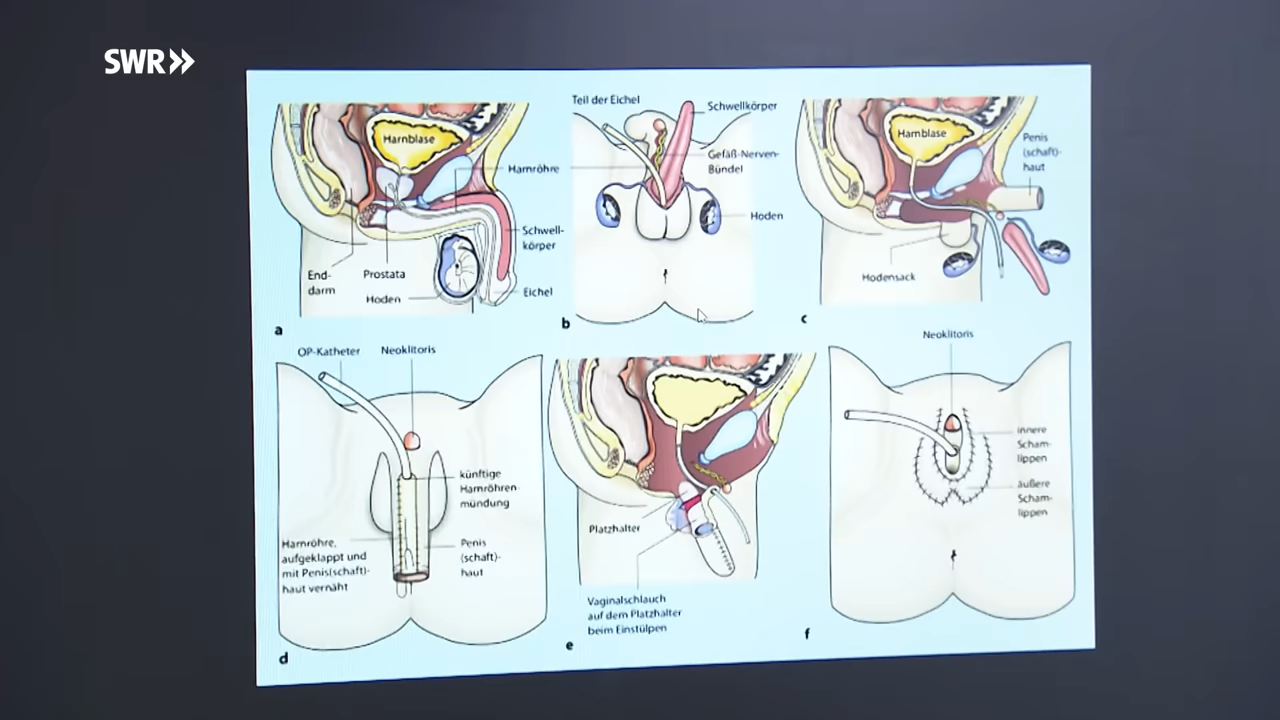 SWR>>
Harnblase
Harnröhre
Schwell-
körper
End-
darm
Prostata
Hoden
Eichel
a
Teil der Eichel
Schwellkörper
Gefäß-Nerven-
Bündel
Hoden
b
Harnblase
Penis
(schaft)-
haut
Hodensack
c
OP-Katheter
Neoklitoris
künftige
Harnröhren-
mündung
Harnröhre,
aufgeklappt und
mit Penis(schaft)-
haut vernäht
Penis
(schaft)-
haut
d
Platzhalter
Vaginalschlauch
auf dem Platzhalter
beim Einstülpen
e
Neoklitoris
innere
Scham-
lippen
äußere
Scham-
lippen
f